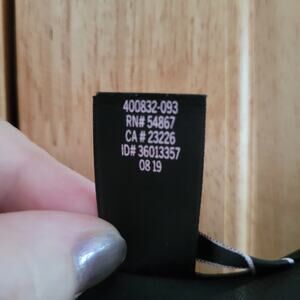 400832-093
RN# 54867
CA # 23226
ID# 36013357
08 19